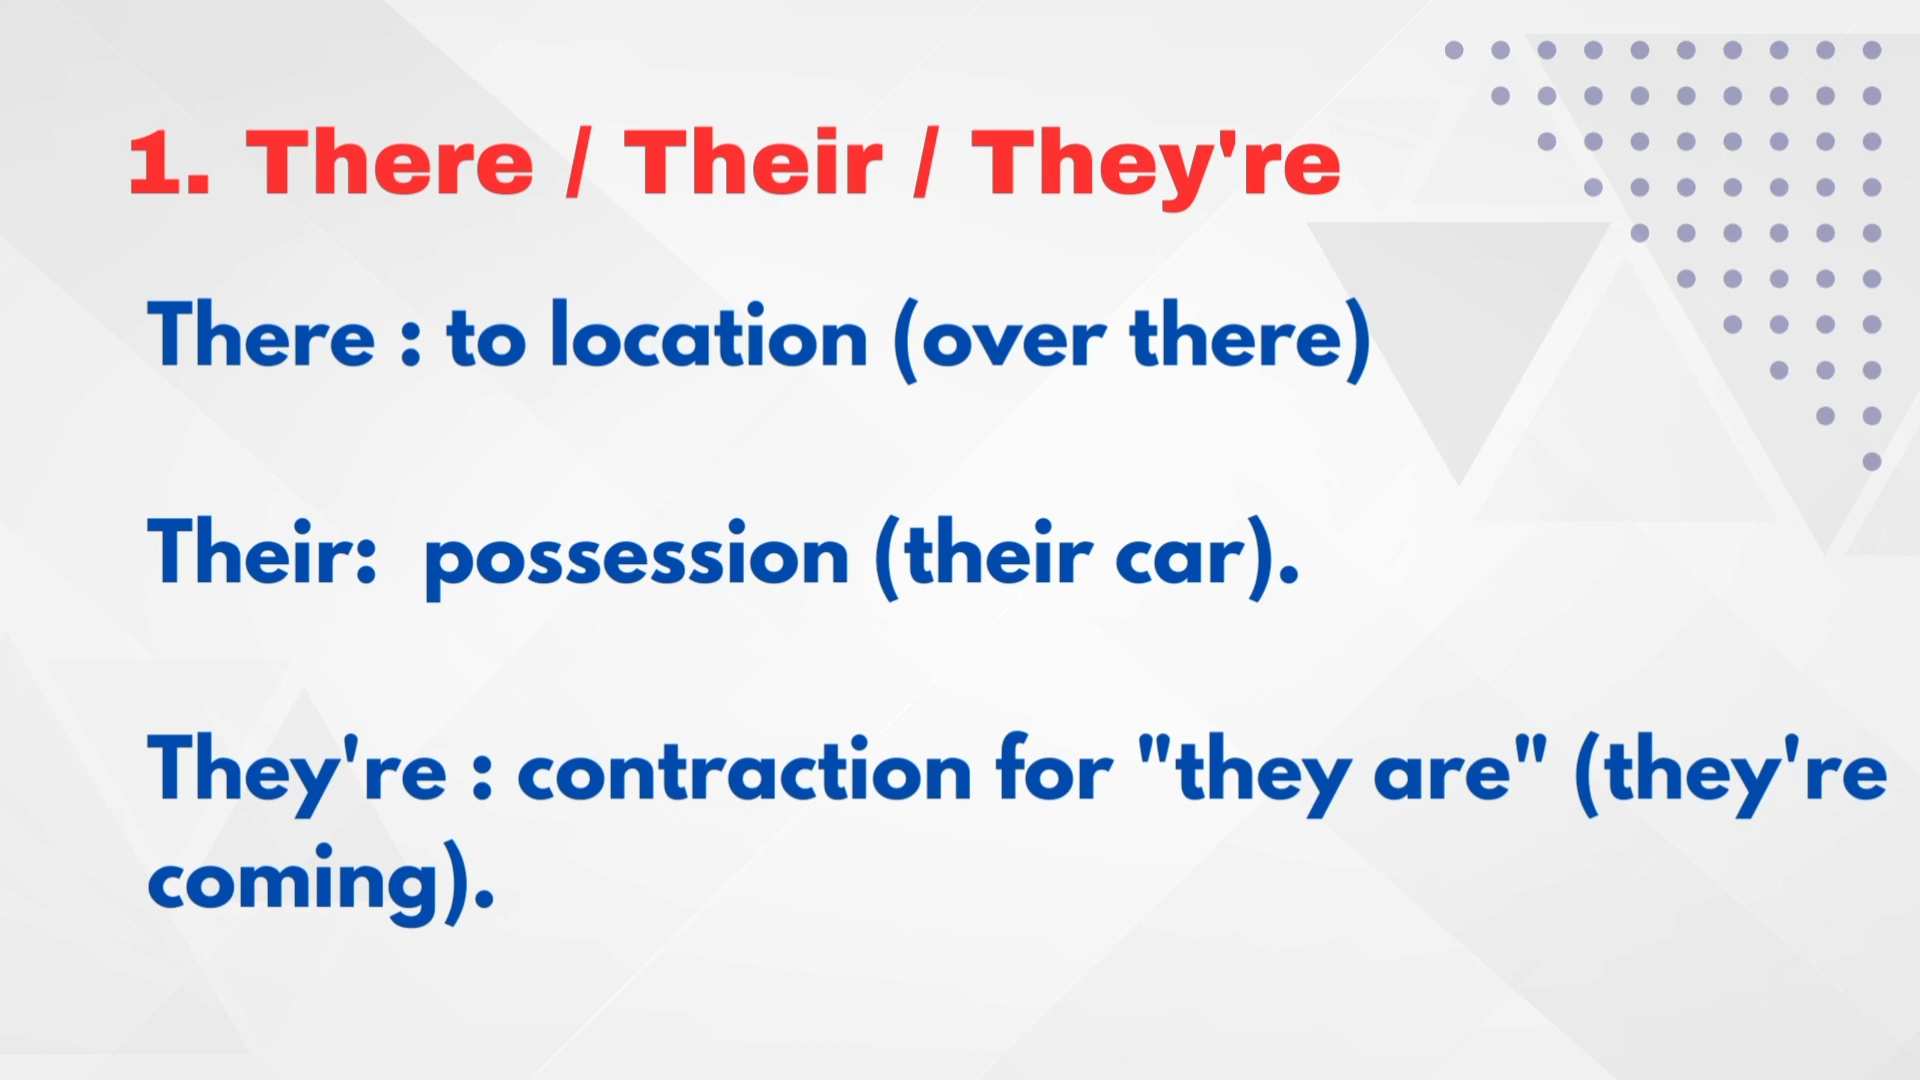 1. There / Their / They're
There : to location (over there)
Their:  possession (their car).
They're : contraction for "they are" (they're
coming).